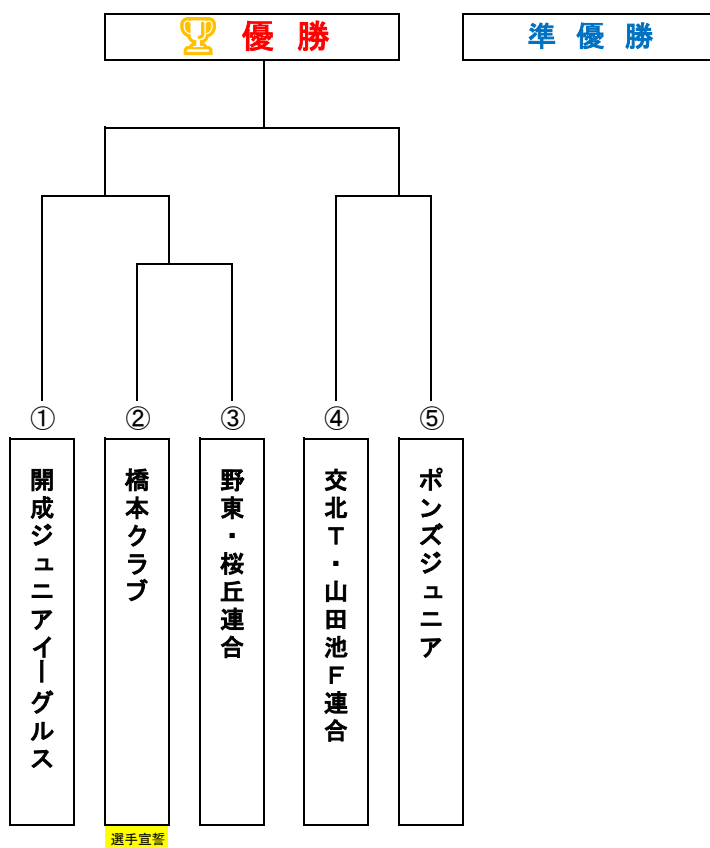 優勝
準優勝
①
②
③
④
⑤
開成ジュニアイーグルス
橋本クラブ
野東・桜丘連合
交北T・山田池F連合
ポンズジュニア
選手宣誓